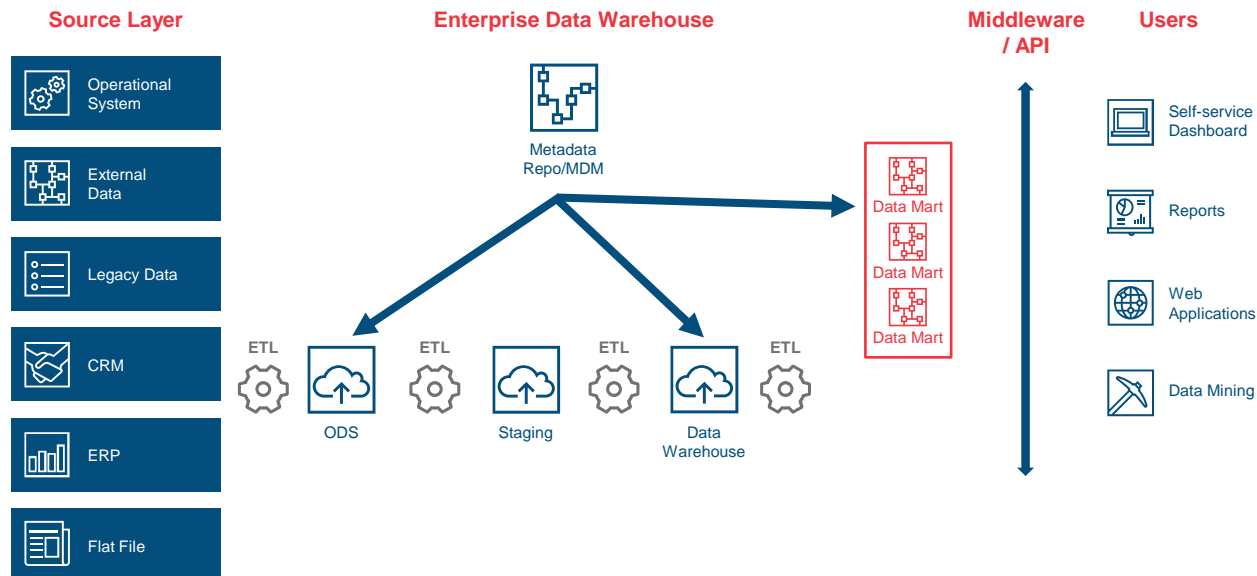 Source Layer
Enterprise Data Warehouse
Middleware
/ API
Users
Operational
System
External
Data
Legacy Data
CRM
ERP
Flat File
Metadata
Repo/MDM
ETL
ODS
ETL
Staging
ETL
Data
Warehouse
ETL
Data Mart
Data Mart
Data Mart
Self-service
Dashboard
Reports
Web
Applications
Data Mining